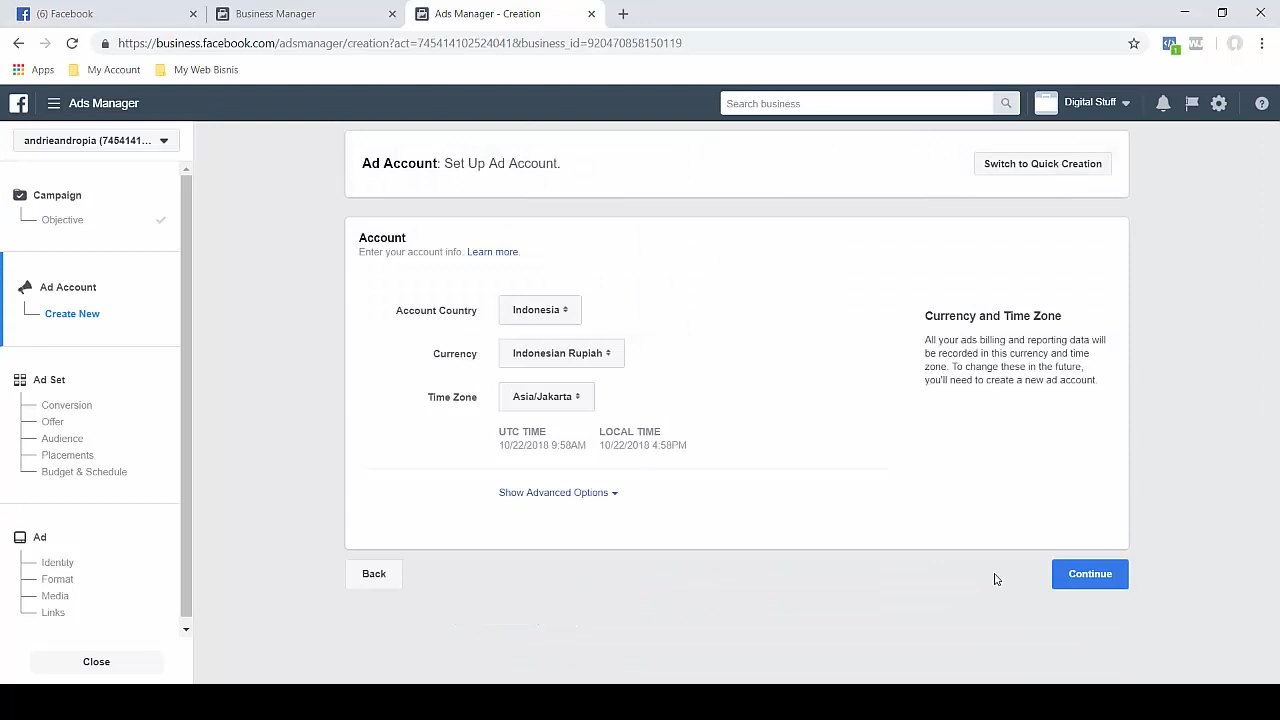 (6) Facebook
Business Manager
Ads Manager - Creation
https://business.facebook.com/adsmanager/creation?act=745414102524041&business_id=920470858150119
Apps
My Account
My Web Bisnis
Ads Manager
Search business
Digital Stuff
andrieandropia (7454141...
Campaign
Objective
Ad Account
Create New
Ad Set
Conversion
Offer
Audience
Placements
Budget & Schedule
Ad
Identity
Format
Media
Links
Close
Ad Account: Set Up Ad Account.
Switch to Quick Creation
Account
Enter your account info. Learn more.
Account Country
Indonesia
Currency
Indonesian Rupiah
Time Zone
Asia/Jakarta
UTC TIME
LOCAL TIME
10/22/2018 9:58AM
10/22/2018 4:58PM
Show Advanced Options
Currency and Time Zone
All your ads billing and reporting data will
be recorded in this currency and time
zone. To change these in the future,
you'll need to create a new ad account.
Back
Continue